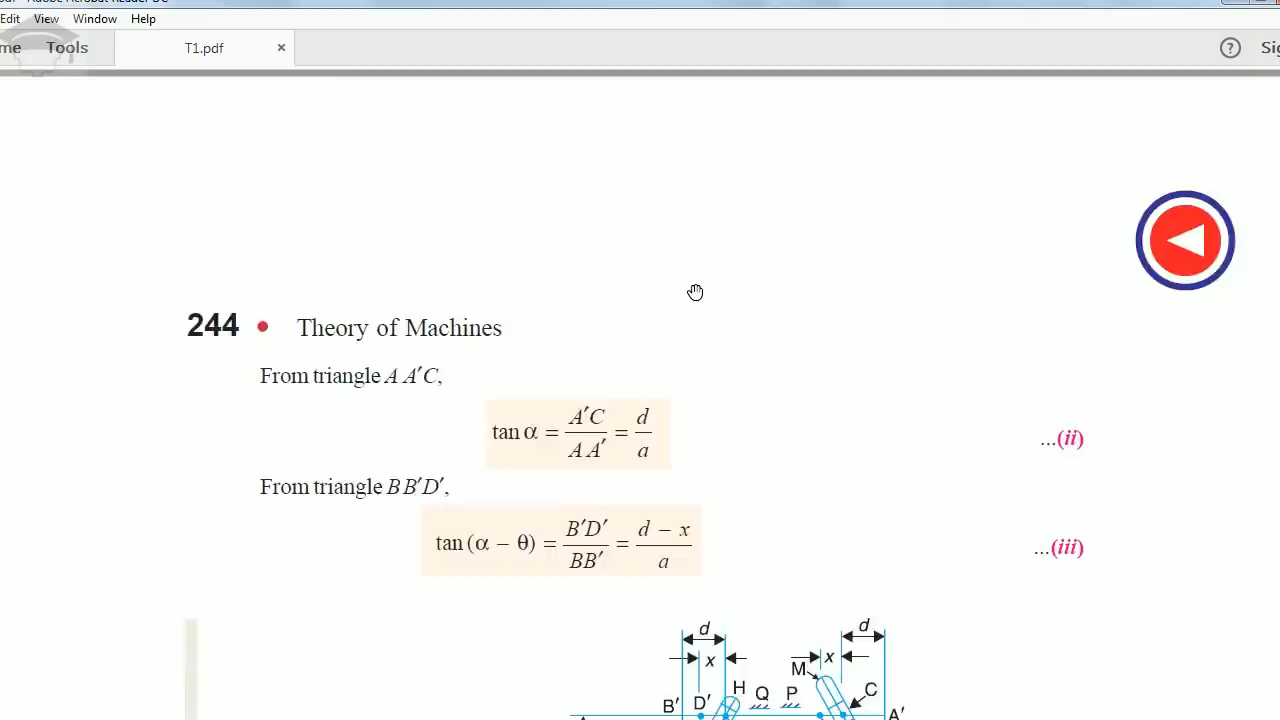 Edit View Window Help
me Tools T1.pdf × ? Sig
244 • Theory of Machines
From triangle A A′C,
tan α = A′C / A A′ = d / a ...(ii)
From triangle B B′D′,
tan (α − θ) = B′D′ / BB′ = d − x / a ...(iii)
d d
x x
M
H Q P C
B′ D′ A′